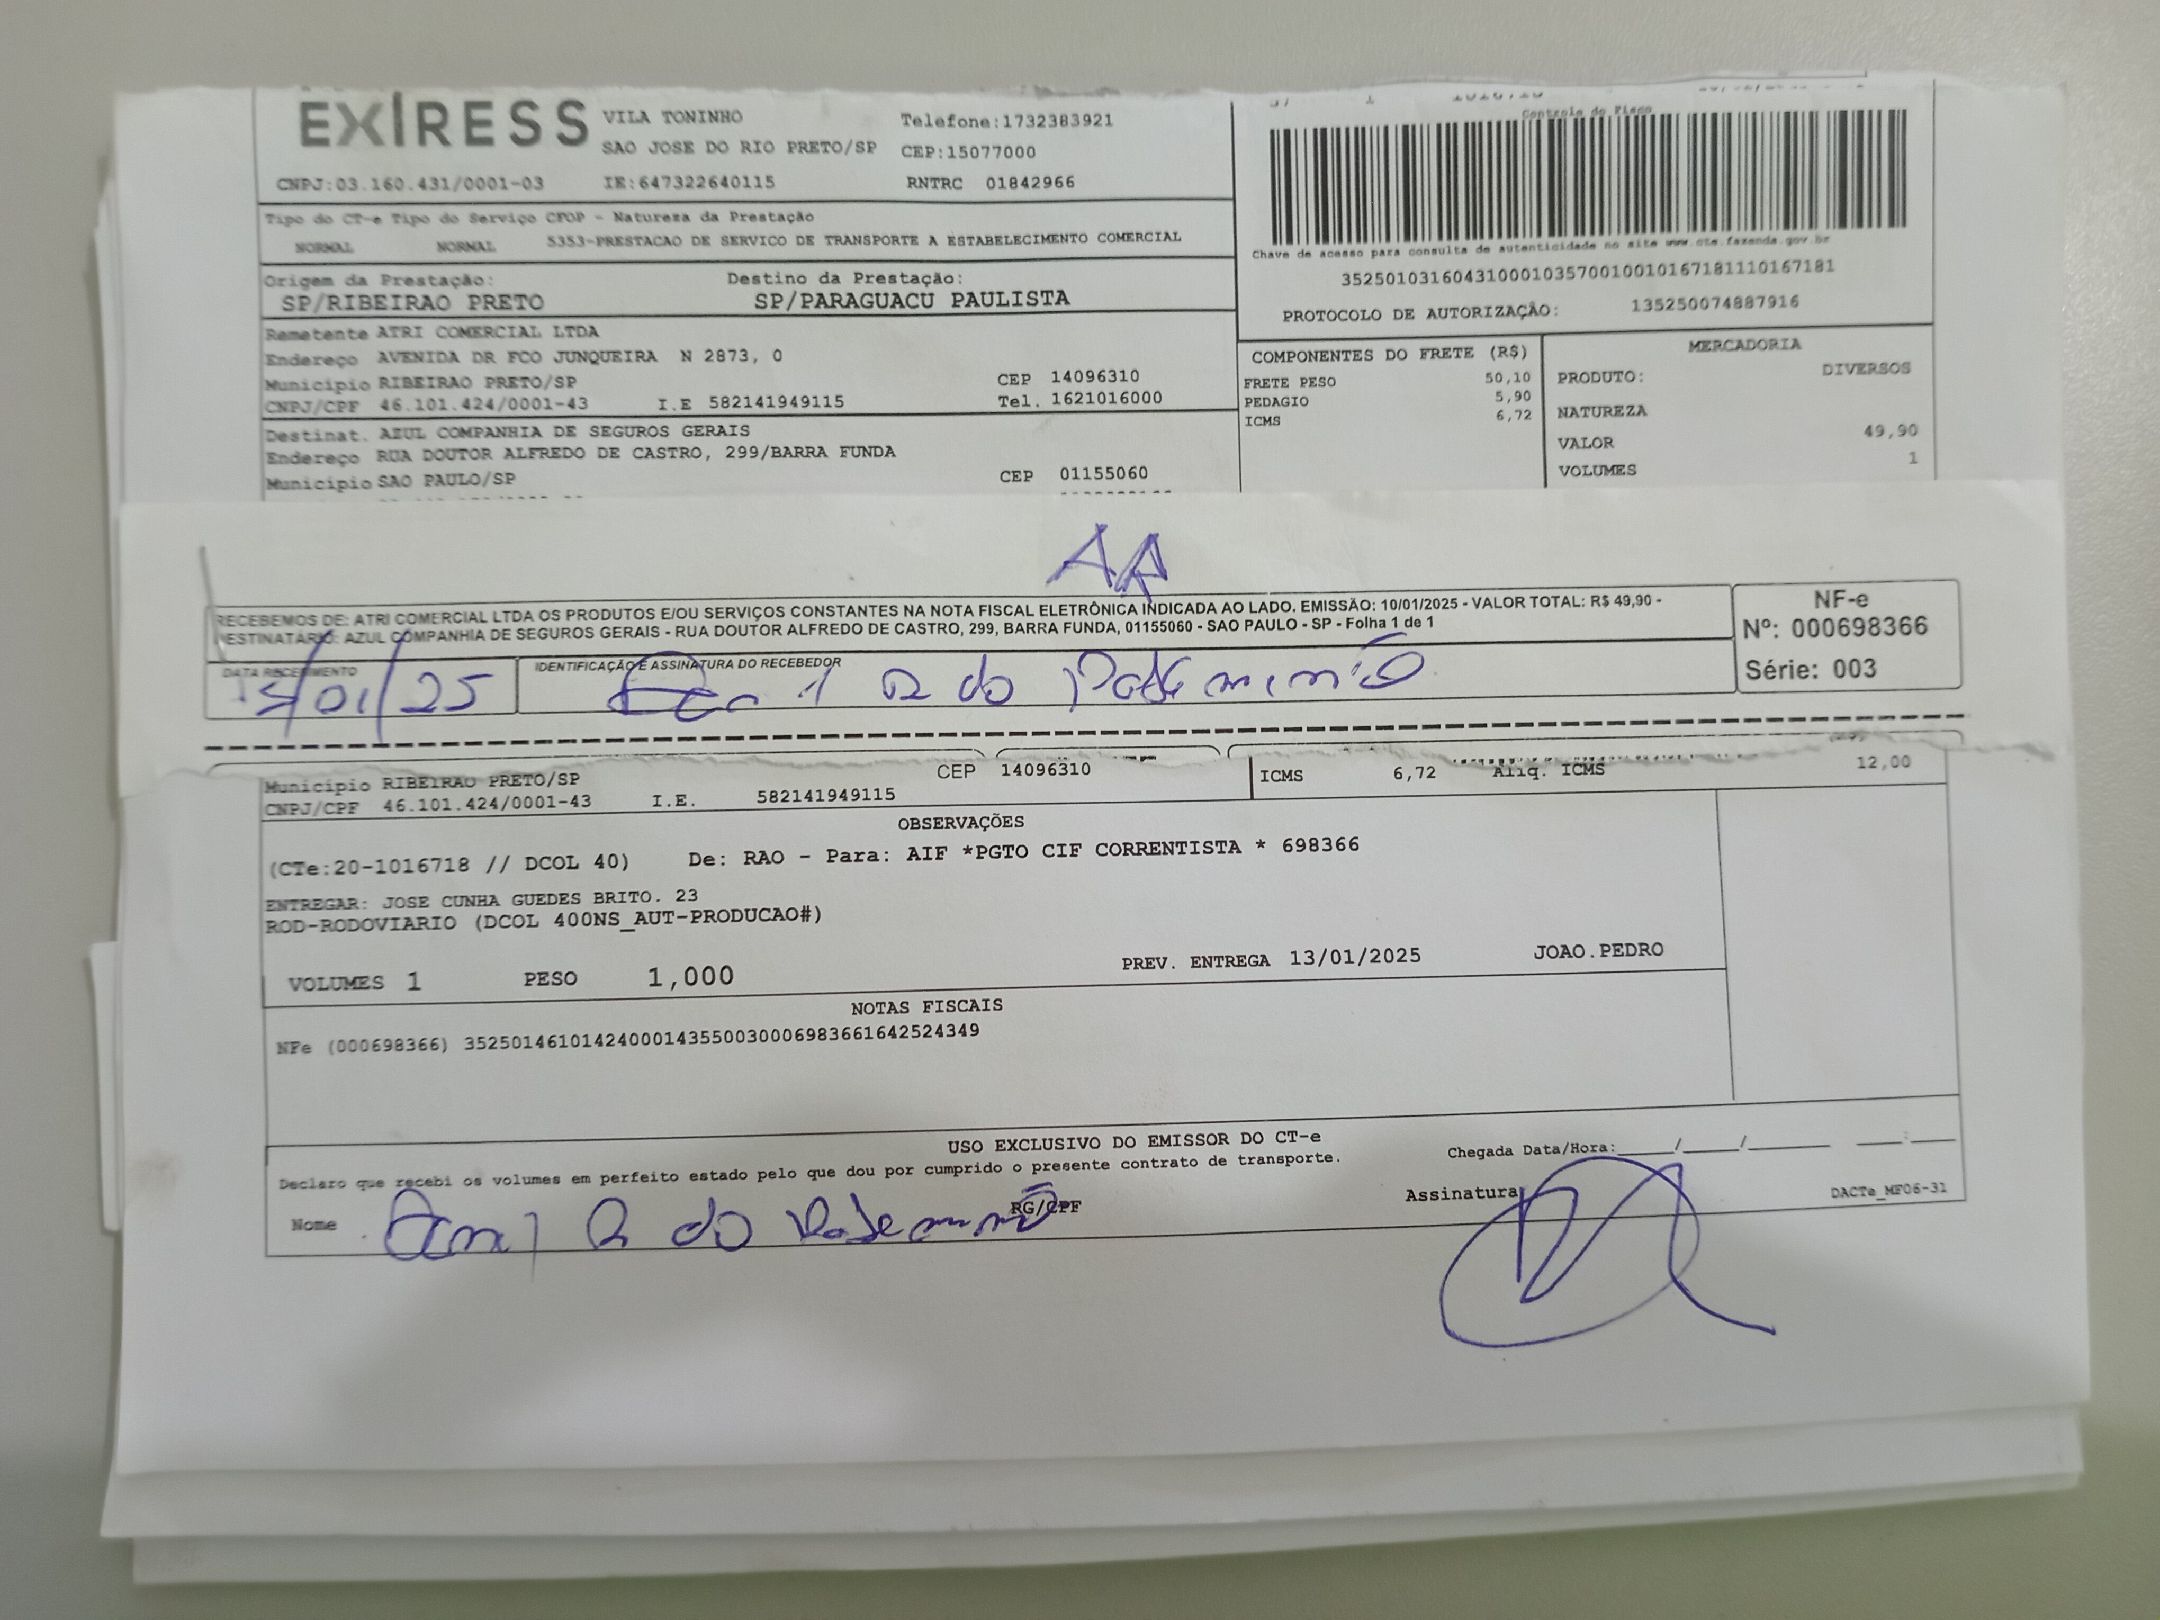 EX|RESS
VILA TONINHO
Telefone:1732383921
SAO JOSE DO RIO PRETO/SP
CEP:15077000
CNPJ:03.160.431/0001-03
IE:647322640115
RNTRC 01842966
Tipo do CT-e Tipo do Serviço CFOP - Natureza da Prestação
NORMAL NORMAL 5353-PRESTACAO DE SERVICO DE TRANSPORTE A ESTABELECIMENTO COMERCIAL
Origem da Prestação: Destino da Prestação:
SP/RIBEIRAO PRETO SP/PARAGUACU PAULISTA
Remetente ATRI COMERCIAL LTDA
Endereço AVENIDA DR FCO JUNQUEIRA N 2873, 0
Municipio RIBEIRAO PRETO/SP CEP 14096310
CNPJ/CPF 46.101.424/0001-43 I.E 582141949115 Tel. 1621016000
Destinat. AZUL COMPANHIA DE SEGUROS GERAIS
Endereço RUA DOUTOR ALFREDO DE CASTRO, 299/BARRA FUNDA
Municipio SAO PAULO/SP CEP 01155060
Controle do Fisco
Chave de acesso para consulta de autenticidade no site www.cte.fazenda.gov.br
35250103160431000103570010010167181110167181
PROTOCOLO DE AUTORIZAÇÃO: 135250074887916
COMPONENTES DO FRETE (R$)
FRETE PESO 50,10
PEDAGIO 5,90
ICMS 6,72
MERCADORIA
PRODUTO: DIVERSOS
NATUREZA
VALOR 49,90
VOLUMES 1
RECEBEMOS DE: ATRI COMERCIAL LTDA OS PRODUTOS E/OU SERVIÇOS CONSTANTES NA NOTA FISCAL ELETRÔNICA INDICADA AO LADO. EMISSÃO: 10/01/2025 - VALOR TOTAL: R$ 49,90 -
DESTINATÁRIO: AZUL COMPANHIA DE SEGUROS GERAIS - RUA DOUTOR ALFREDO DE CASTRO, 299, BARRA FUNDA, 01155060 - SAO PAULO - SP - Folha 1 de 1
NF-e
Nº: 000698366
Série: 003
DATA RECEBIMENTO
IDENTIFICAÇÃO E ASSINATURA DO RECEBEDOR
/01/25
do
Municipio RIBEIRAO PRETO/SP CEP 14096310
CNPJ/CPF 46.101.424/0001-43 I.E. 582141949115
ICMS 6,72 Aliq. ICMS 12,00
OBSERVAÇÕES
(CTe:20-1016718 // DCOL 40) De: RAO - Para: AIF *PGTO CIF CORRENTISTA * 698366
ENTREGAR: JOSE CUNHA GUEDES BRITO. 23
ROD-RODOVIARIO (DCOL 400NS_AUT-PRODUCAO#)
VOLUMES 1 PESO 1,000 PREV. ENTREGA 13/01/2025 JOAO.PEDRO
NOTAS FISCAIS
NFe (000698366) 35250146101424000143550030006983661642524349
USO EXCLUSIVO DO EMISSOR DO CT-e
Declaro que recebi os volumes em perfeito estado pelo que dou por cumprido o presente contrato de transporte.
Chegada Data/Hora:_____/_____/_______ ____:____
Nome do RG/CPF
Assinatura
DACTe_MF06-31